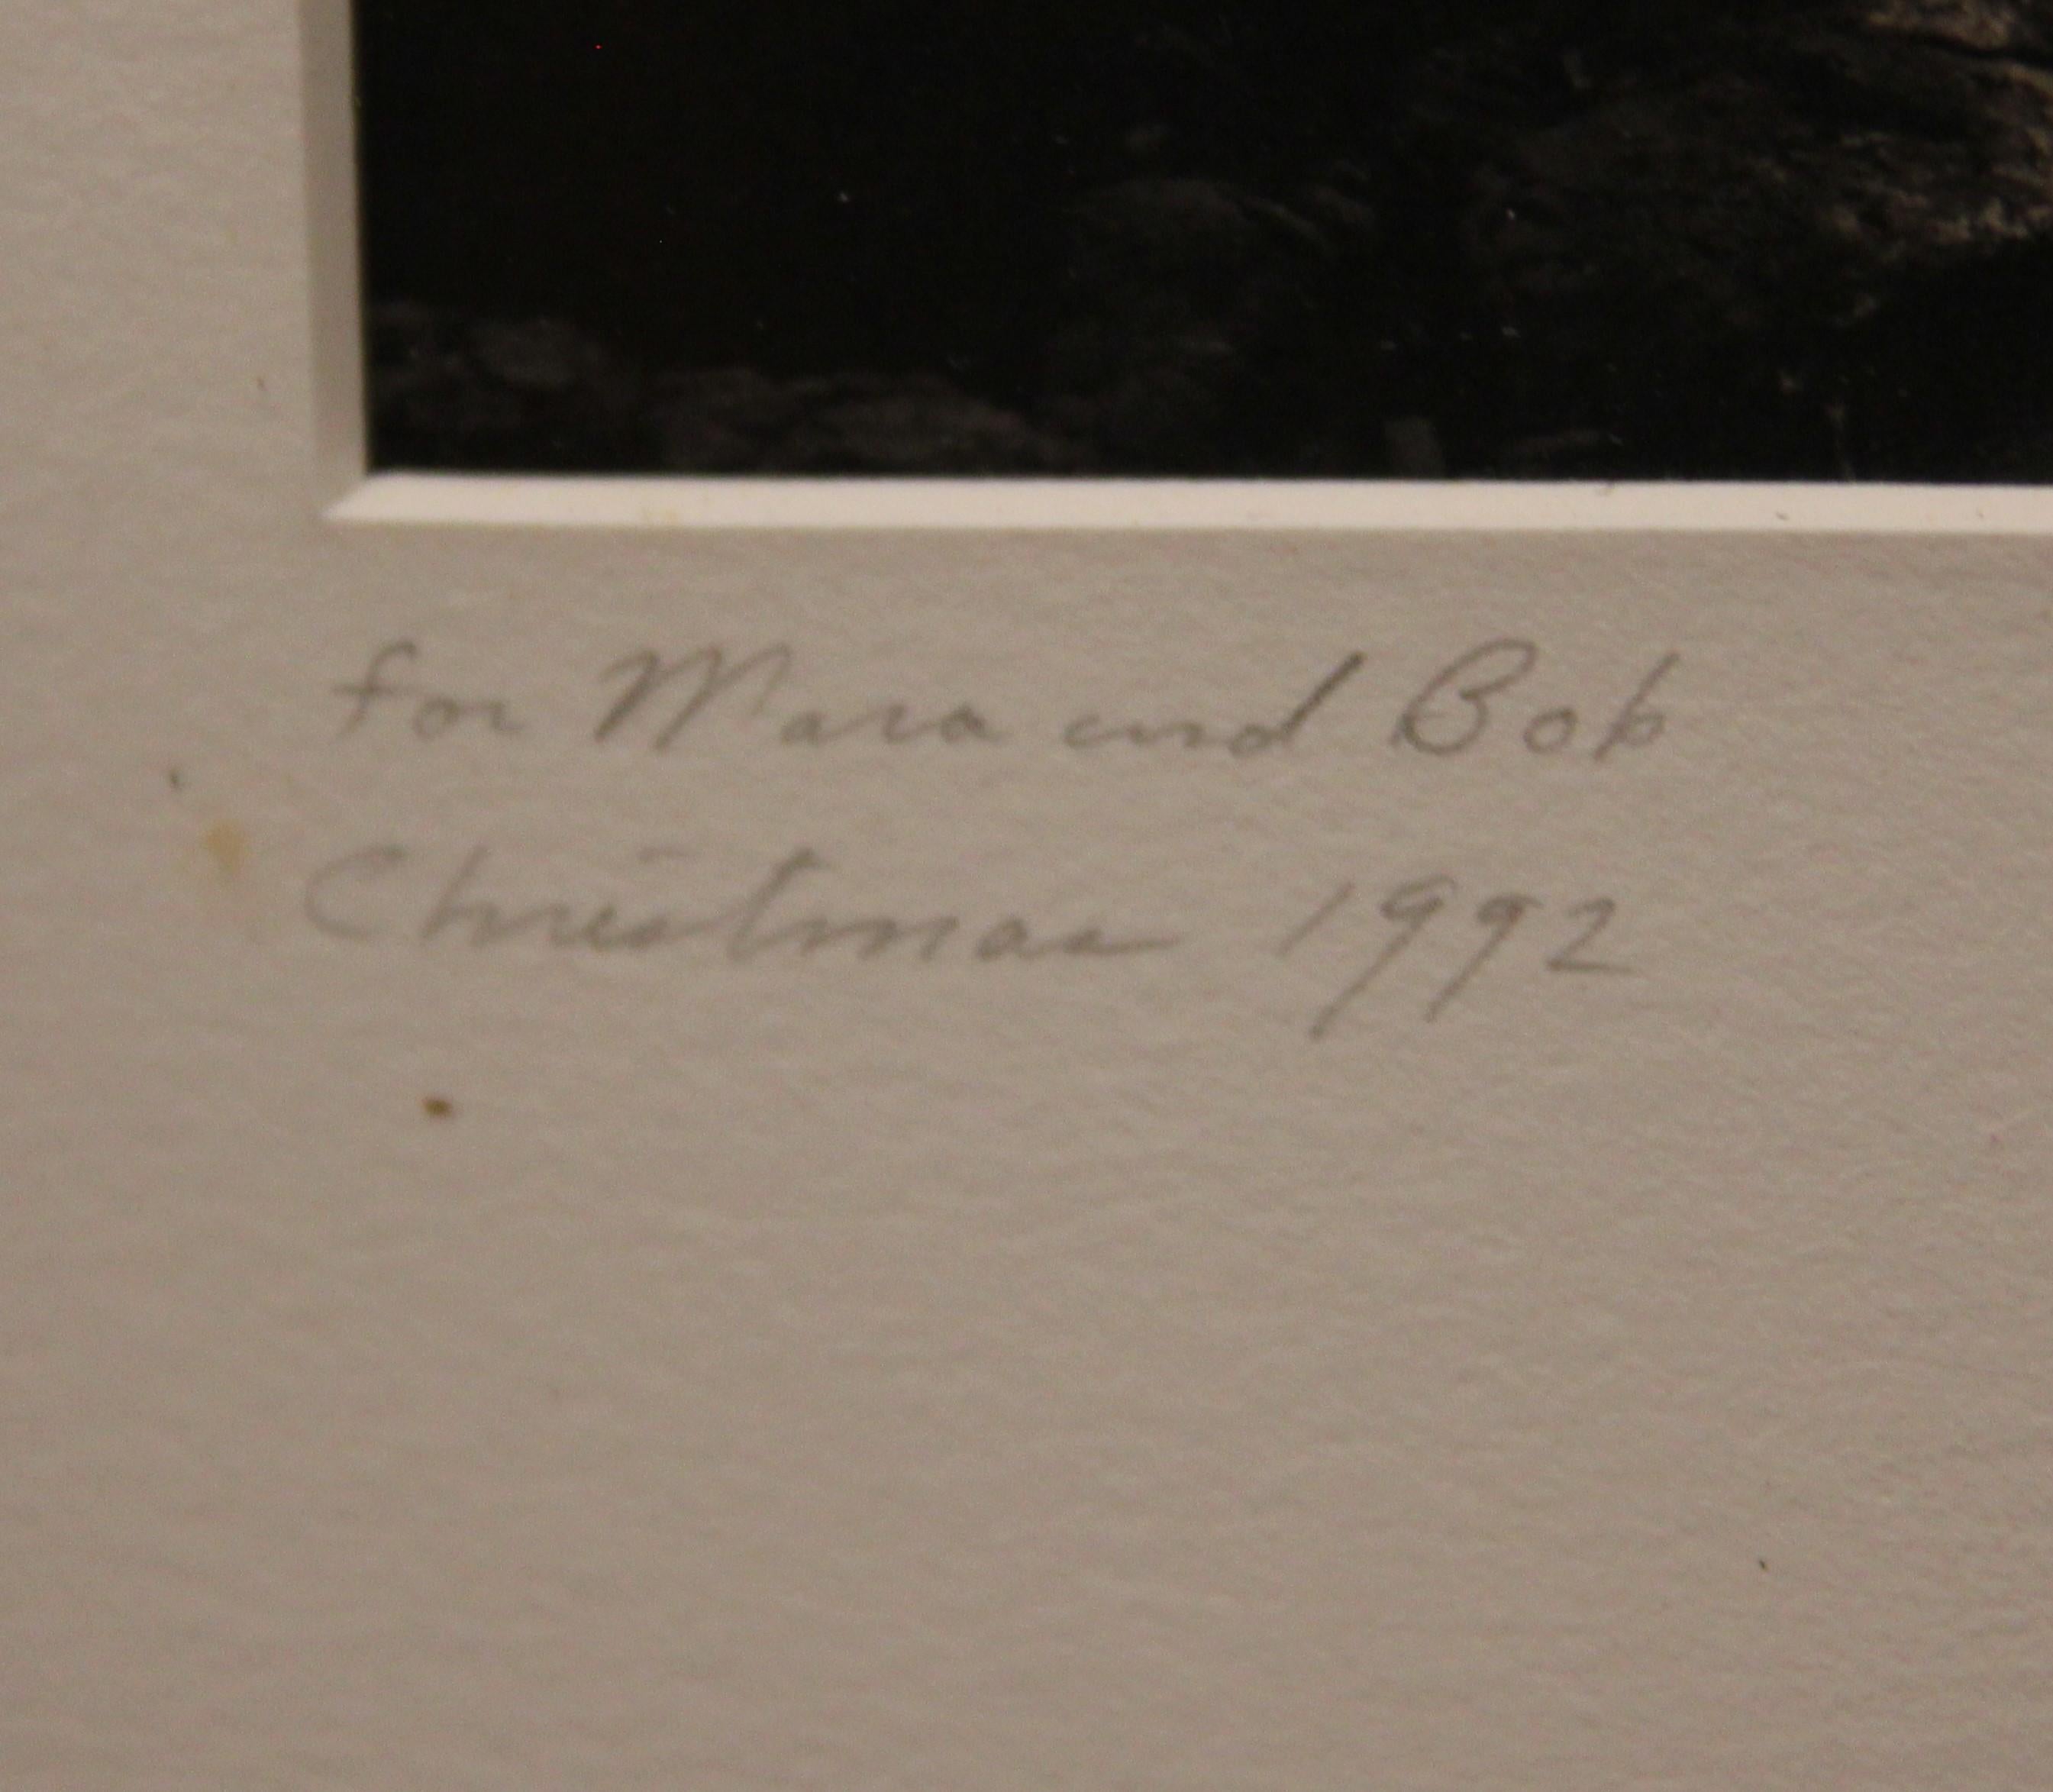 for Mara and Bob
Christmas 1992